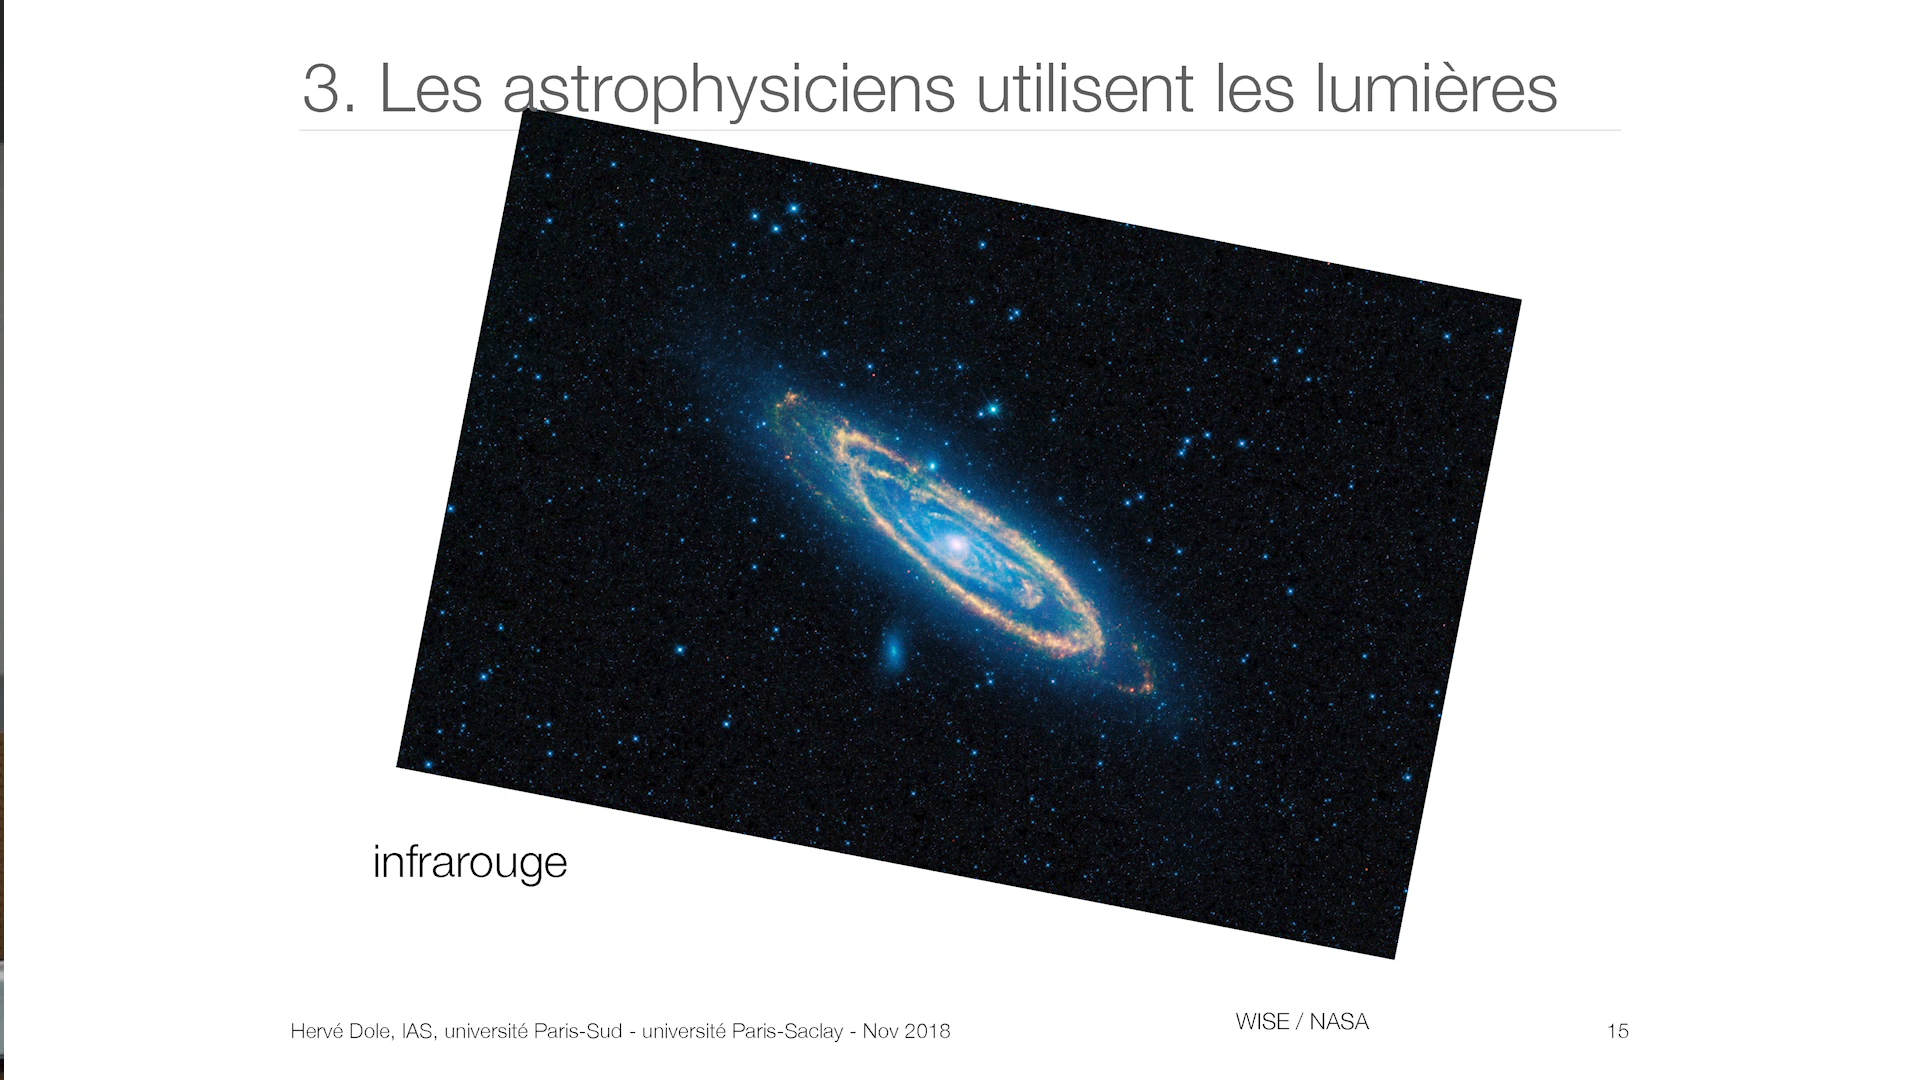 3. Les astrophysiciens utilisent les lumières
infrarouge
WISE / NASA
Hervé Dole, IAS, université Paris-Sud - université Paris-Saclay - Nov 2018
15